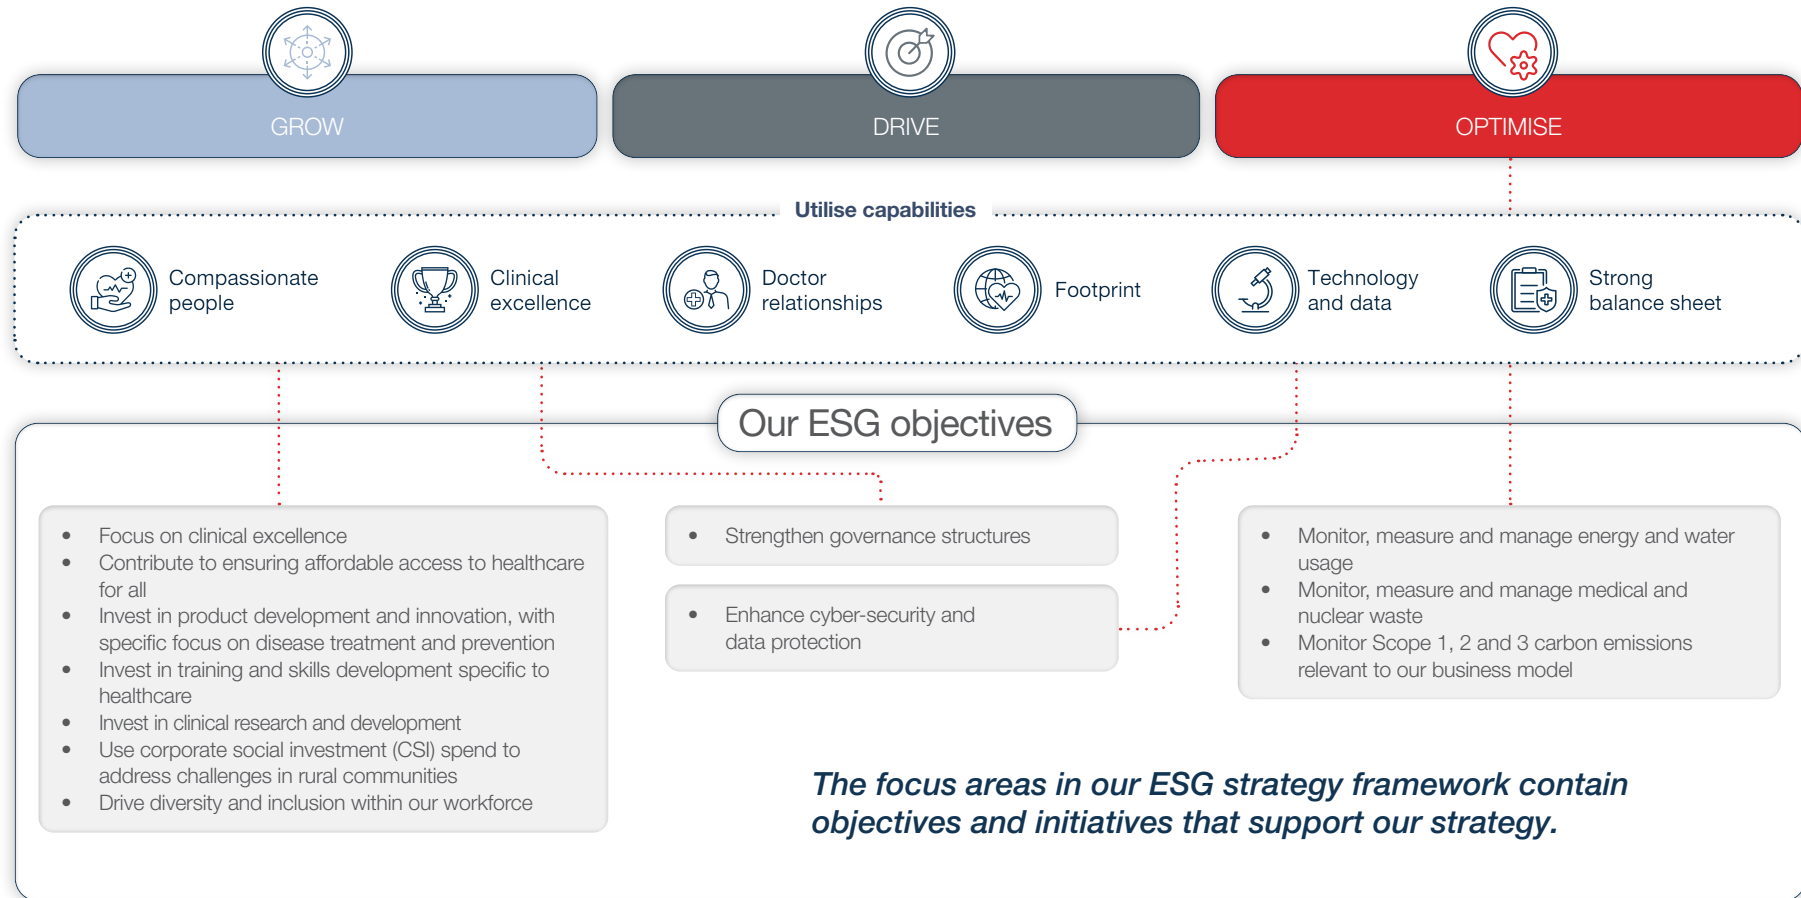 GROW
DRIVE
OPTIMISE
Utilise capabilities
Compassionate
people
Clinical
excellence
Doctor
relationships
Footprint
Technology
and data
Strong
balance sheet
Our ESG objectives
• Focus on clinical excellence
• Contribute to ensuring affordable access to healthcare
for all
• Invest in product development and innovation, with
specific focus on disease treatment and prevention
• Invest in training and skills development specific to
healthcare
• Invest in clinical research and development
• Use corporate social investment (CSI) spend to
address challenges in rural communities
• Drive diversity and inclusion within our workforce
• Strengthen governance structures
• Enhance cyber-security and
data protection
• Monitor, measure and manage energy and water
usage
• Monitor, measure and manage medical and
nuclear waste
• Monitor Scope 1, 2 and 3 carbon emissions
relevant to our business model
The focus areas in our ESG strategy framework contain
objectives and initiatives that support our strategy.